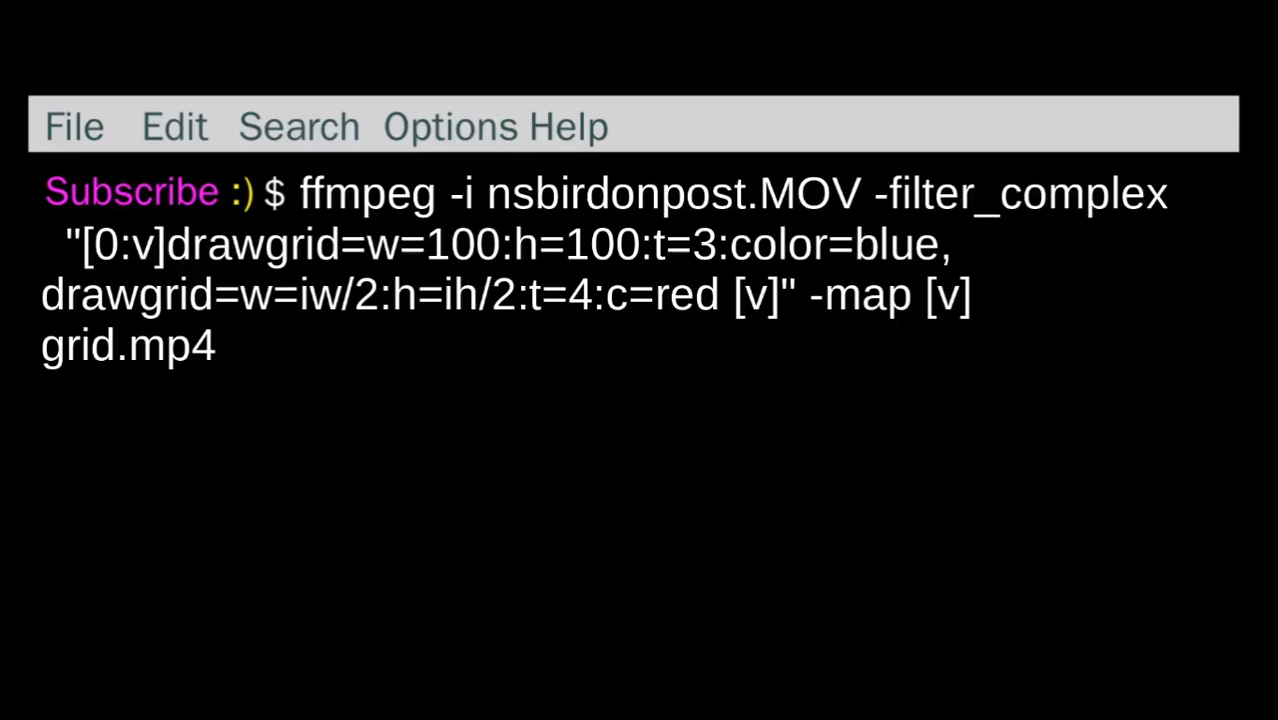 File Edit Search Options Help
Subscribe :) $ ffmpeg -i nsbirdonpost.MOV -filter_complex
"[0:v]drawgrid=w=100:h=100:t=3:color=blue,
drawgrid=w=iw/2:h=ih/2:t=4:c=red [v]" -map [v]
grid.mp4